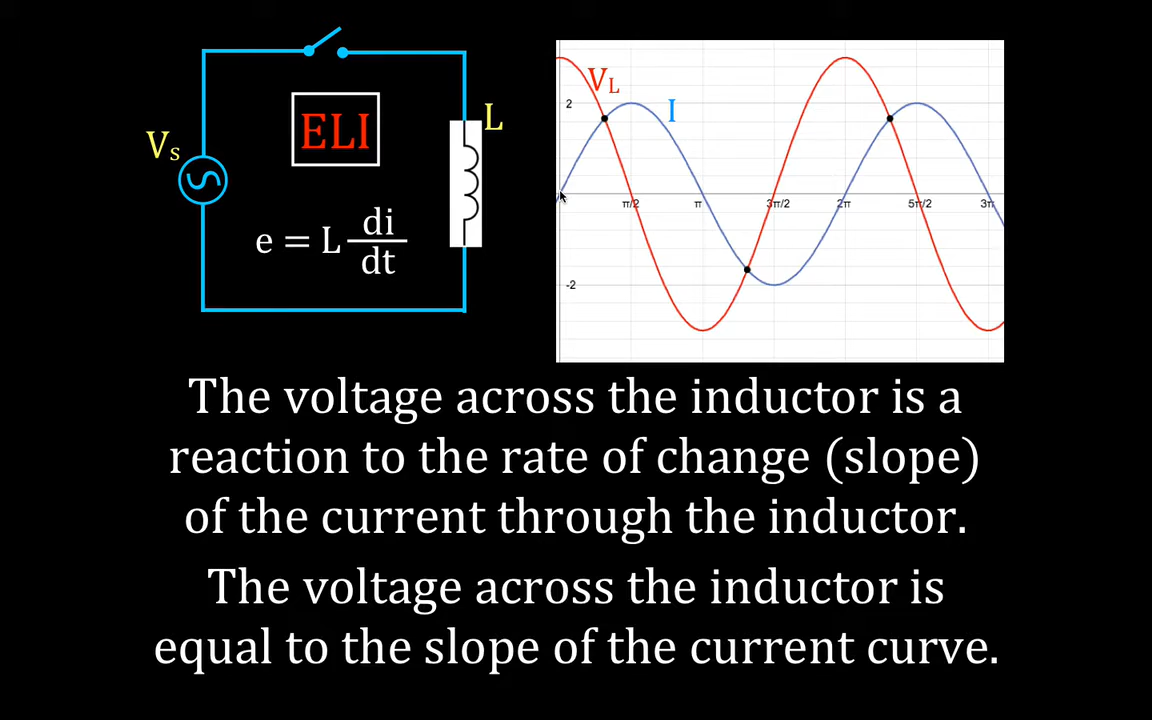 ELI
V_L
I
L
V_s
2
e = L di/dt
π/2
π
3π/2
2π
5π/2
3π
-2
The voltage across the inductor is a
reaction to the rate of change (slope)
of the current through the inductor.
The voltage across the inductor is
equal to the slope of the current curve.